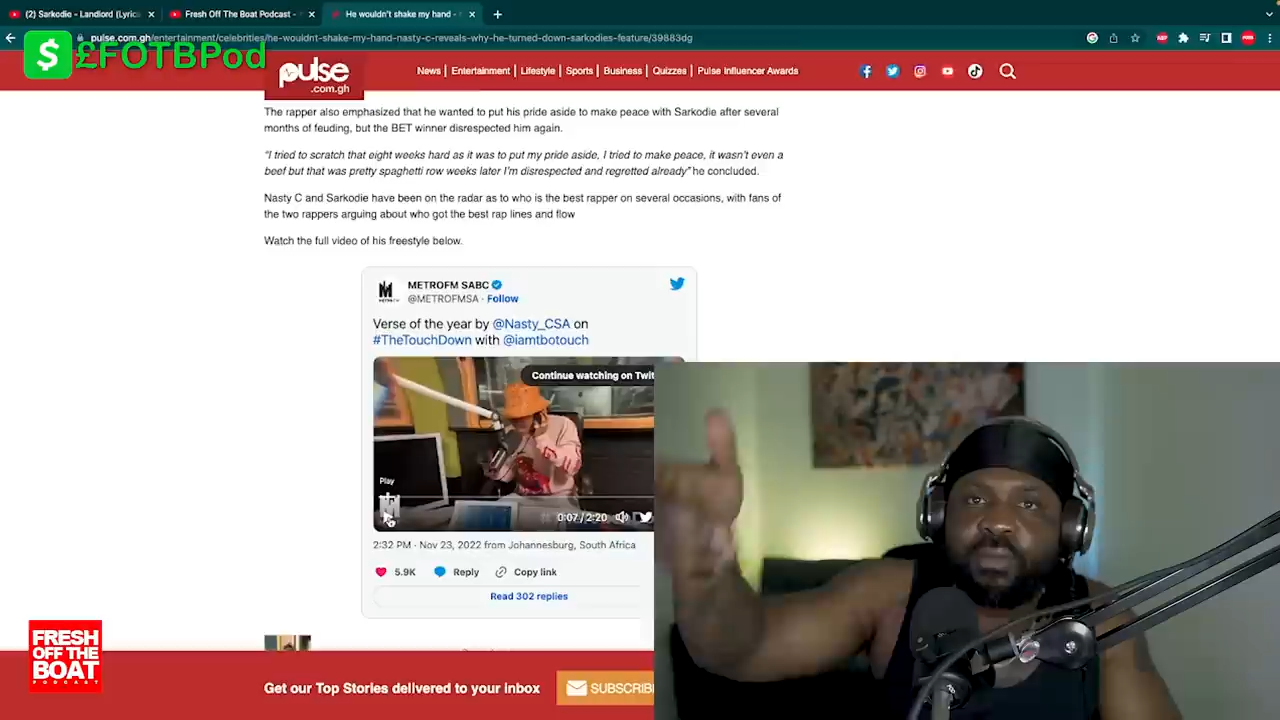 (2) Sarkodie - Landlord (Lyric
Fresh Off The Boat Podcast -
He wouldn't shake my hand -
pulse.com.gh/entertainment/celebrities/he-wouldnt-shake-my-hand-nasty-c-reveals-why-he-turned-down-sarkodies-feature/39883dg
$ £FOTBPod
pulse
.com.gh
News | Entertainment | Lifestyle | Sports | Business | Quizzes | Pulse Influencer Awards
The rapper also emphasized that he wanted to put his pride aside to make peace with Sarkodie after several
months of feuding, but the BET winner disrespected him again.
“I tried to scratch that eight weeks hard as it was to put my pride aside, I tried to make peace, it wasn't even a
beef but that was pretty spaghetti row weeks later I'm disrespected and regretted already” he concluded.
Nasty C and Sarkodie have been on the radar as to who is the best rapper on several occasions, with fans of
the two rappers arguing about who got the best rap lines and flow
Watch the full video of his freestyle below.
METROFM SABC
@METROFMSA · Follow
Verse of the year by @Nasty_CSA on
#TheTouchDown with @iamtbotouch
Continue watching on Twit
Play
0:07 / 2:20
2:32 PM · Nov 23, 2022 from Johannesburg, South Africa
5.9K Reply Copy link
Read 302 replies
FRESH
OFF THE
BOAT
PODCAST
Get our Top Stories delivered to your inbox
SUBSCRIBE